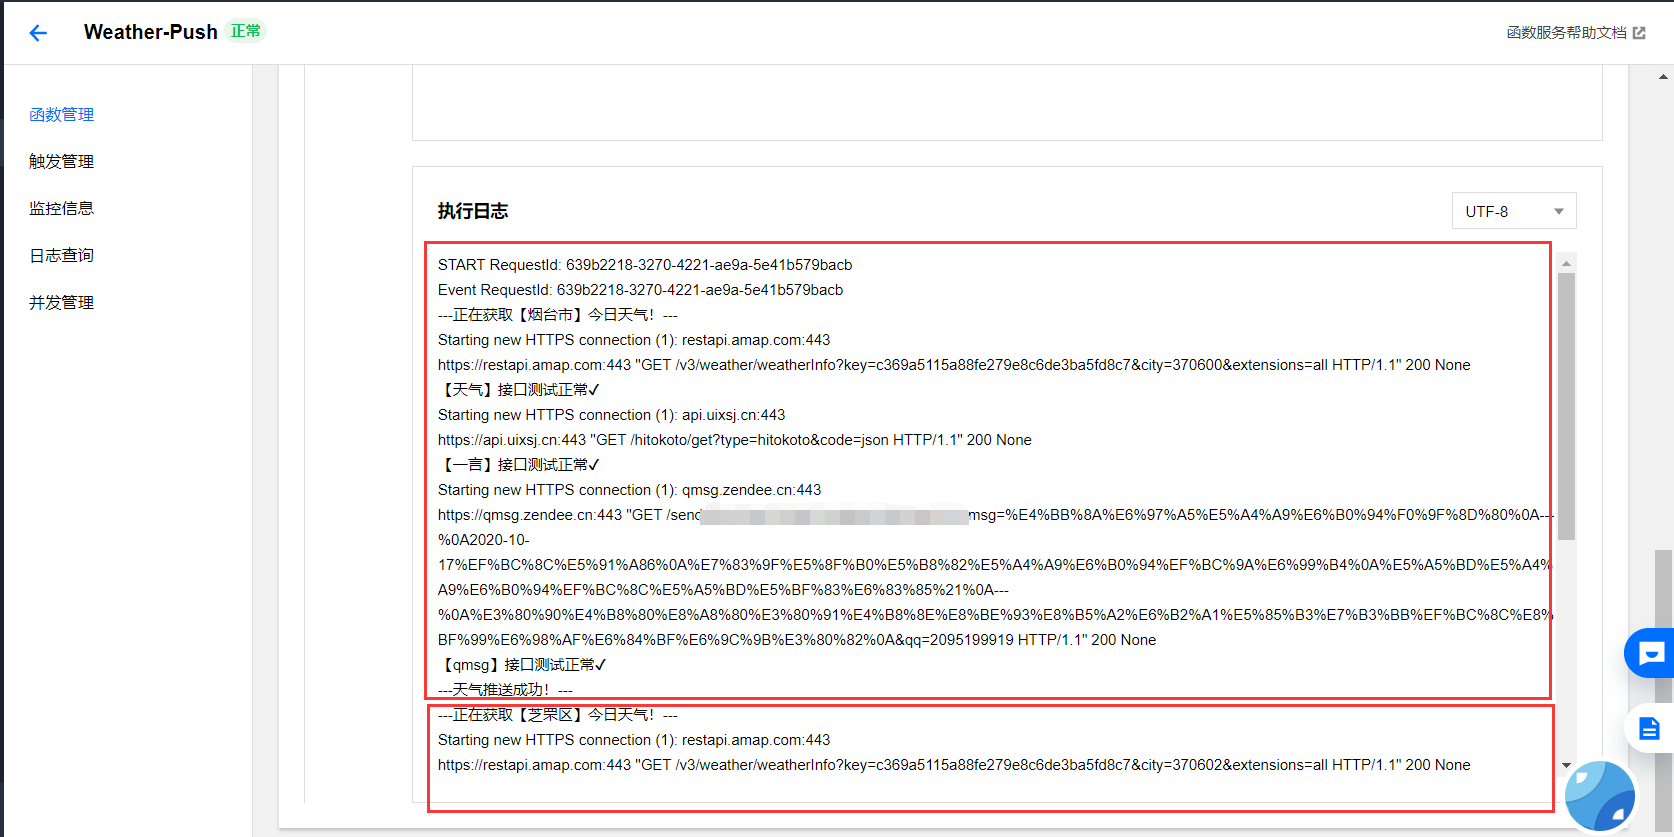 Weather-Push 正常
函数服务帮助文档
函数管理
触发管理
监控信息
日志查询
并发管理
执行日志
UTF-8
START RequestId: 639b2218-3270-4221-ae9a-5e41b579bacb
Event RequestId: 639b2218-3270-4221-ae9a-5e41b579bacb
---正在获取【烟台市】今日天气！---
Starting new HTTPS connection (1): restapi.amap.com:443
https://restapi.amap.com:443 "GET /v3/weather/weatherInfo?key=c369a5115a88fe279e8c6de3ba5fd8c7&city=370600&extensions=all HTTP/1.1" 200 None
【天气】接口测试正常✔
Starting new HTTPS connection (1): api.uixsj.cn:443
https://api.uixsj.cn:443 "GET /hitokoto/get?type=hitokoto&code=json HTTP/1.1" 200 None
【一言】接口测试正常✔
Starting new HTTPS connection (1): qmsg.zendee.cn:443
https://qmsg.zendee.cn:443 "GET /send msg=%E4%BB%8A%E6%97%A5%E5%A4%A9%E6%B0%94%F0%9F%8D%80%0A---
%0A2020-10-
17%EF%BC%8C%E5%91%A86%0A%E7%83%9F%E5%8F%B0%E5%B8%82%E5%A4%A9%E6%B0%94%EF%BC%9A%E6%99%B4%0A%E5%A5%BD%E5%A4%
A9%E6%B0%94%EF%BC%8C%E5%A5%BD%E5%BF%83%E6%83%85%21%0A---
%0A%E3%80%90%E4%B8%80%E8%A8%80%E3%80%91%E4%B8%8E%E8%BE%93%E8%B5%A2%E6%B2%A1%E5%85%B3%E7%B3%BB%EF%BC%8C%E8%
BF%99%E6%98%AF%E6%84%BF%E6%9C%9B%E3%80%82%0A&qq=2095199919 HTTP/1.1" 200 None
【qmsg】接口测试正常✔
---天气推送成功！---
---正在获取【芝罘区】今日天气！---
Starting new HTTPS connection (1): restapi.amap.com:443
https://restapi.amap.com:443 "GET /v3/weather/weatherInfo?key=c369a5115a88fe279e8c6de3ba5fd8c7&city=370602&extensions=all HTTP/1.1" 200 None